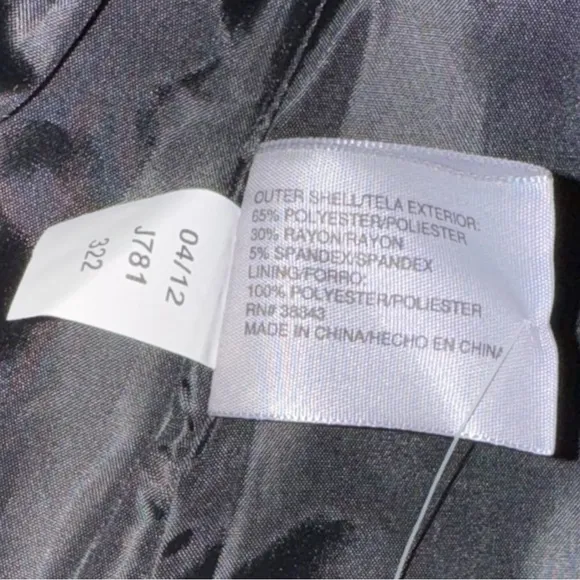 OUTER SHELL/TELA EXTERIOR:
65% POLYESTER/POLIESTER
30% RAYON/RAYON
5% SPANDEX/SPANDEX
LINING/FORRO:
100% POLYESTER/POLIESTER
RN# 38343
MADE IN CHINA/HECHO EN CHINA
04/12
J781
322